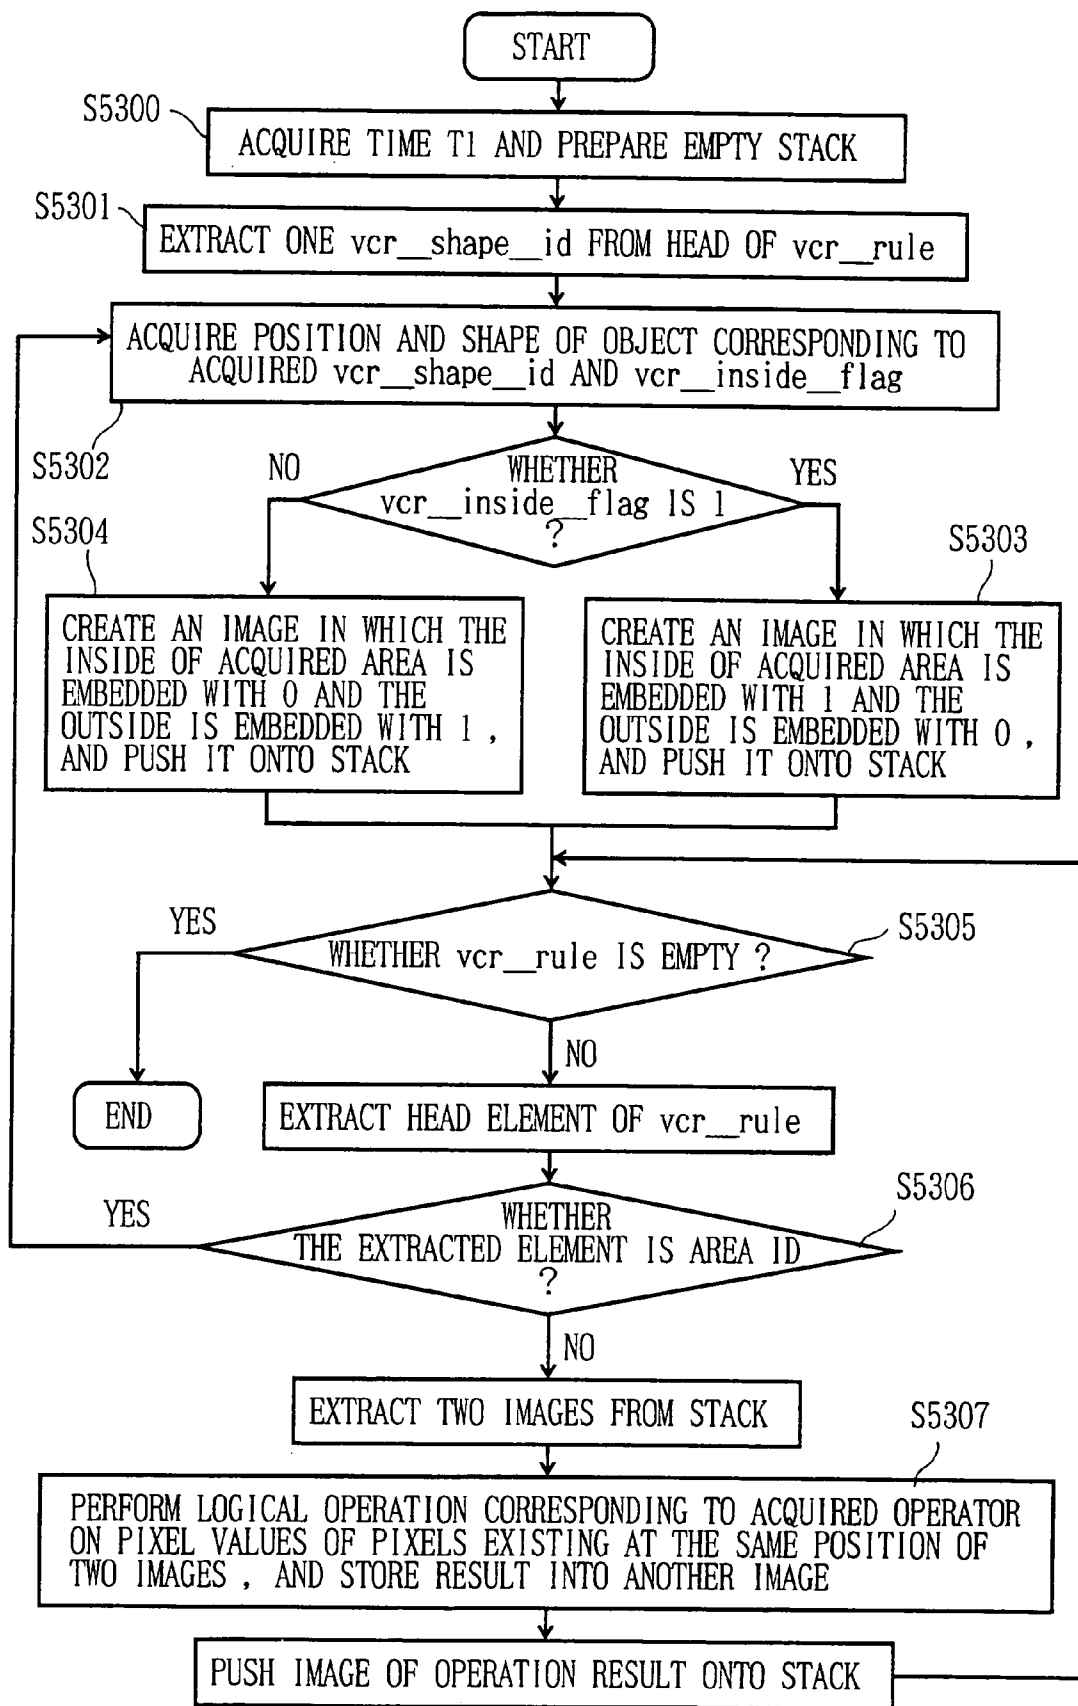 START
S5300
ACQUIRE TIME T1 AND PREPARE EMPTY STACK
S5301
EXTRACT ONE vcr__shape__id FROM HEAD OF vcr__rule
ACQUIRE POSITION AND SHAPE OF OBJECT CORRESPONDING TO
ACQUIRED vcr__shape__id AND vcr__inside__flag
S5302
NO
WHETHER
vcr__inside__flag IS 1
?
YES
S5304
CREATE AN IMAGE IN WHICH THE
INSIDE OF ACQUIRED AREA IS
EMBEDDED WITH 0 AND THE
OUTSIDE IS EMBEDDED WITH 1 ,
AND PUSH IT ONTO STACK
S5303
CREATE AN IMAGE IN WHICH THE
INSIDE OF ACQUIRED AREA IS
EMBEDDED WITH 1 AND THE
OUTSIDE IS EMBEDDED WITH 0 ,
AND PUSH IT ONTO STACK
YES
WHETHER vcr__rule IS EMPTY ?
S5305
NO
END
EXTRACT HEAD ELEMENT OF vcr__rule
YES
WHETHER
THE EXTRACTED ELEMENT IS AREA ID
?
S5306
NO
EXTRACT TWO IMAGES FROM STACK
S5307
PERFORM LOGICAL OPERATION CORRESPONDING TO ACQUIRED OPERATOR
ON PIXEL VALUES OF PIXELS EXISTING AT THE SAME POSITION OF
TWO IMAGES , AND STORE RESULT INTO ANOTHER IMAGE
PUSH IMAGE OF OPERATION RESULT ONTO STACK